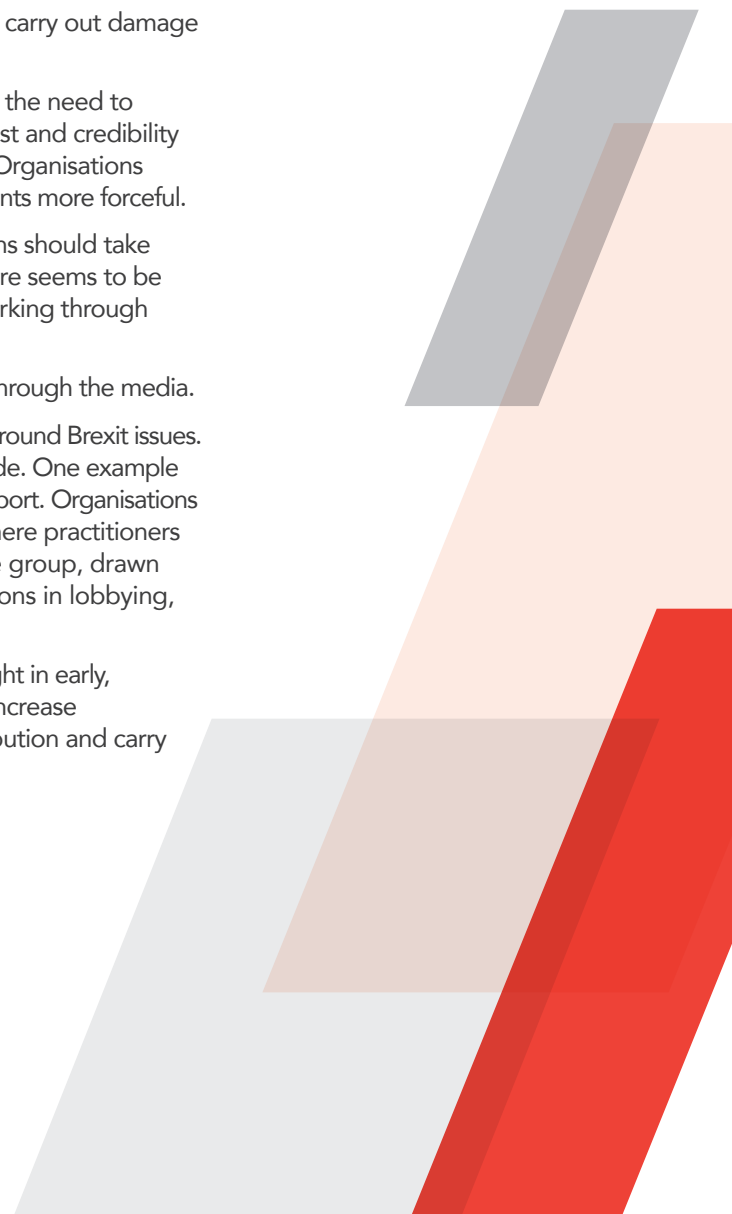 carry out damage
the need to
st and credibility
Organisations
nts more forceful.
ns should take
re seems to be
rking through
hrough the media.
round Brexit issues.
de. One example
port. Organisations
here practitioners
group, drawn
ons in lobbying,
ht in early,
ncrease
oution and carry